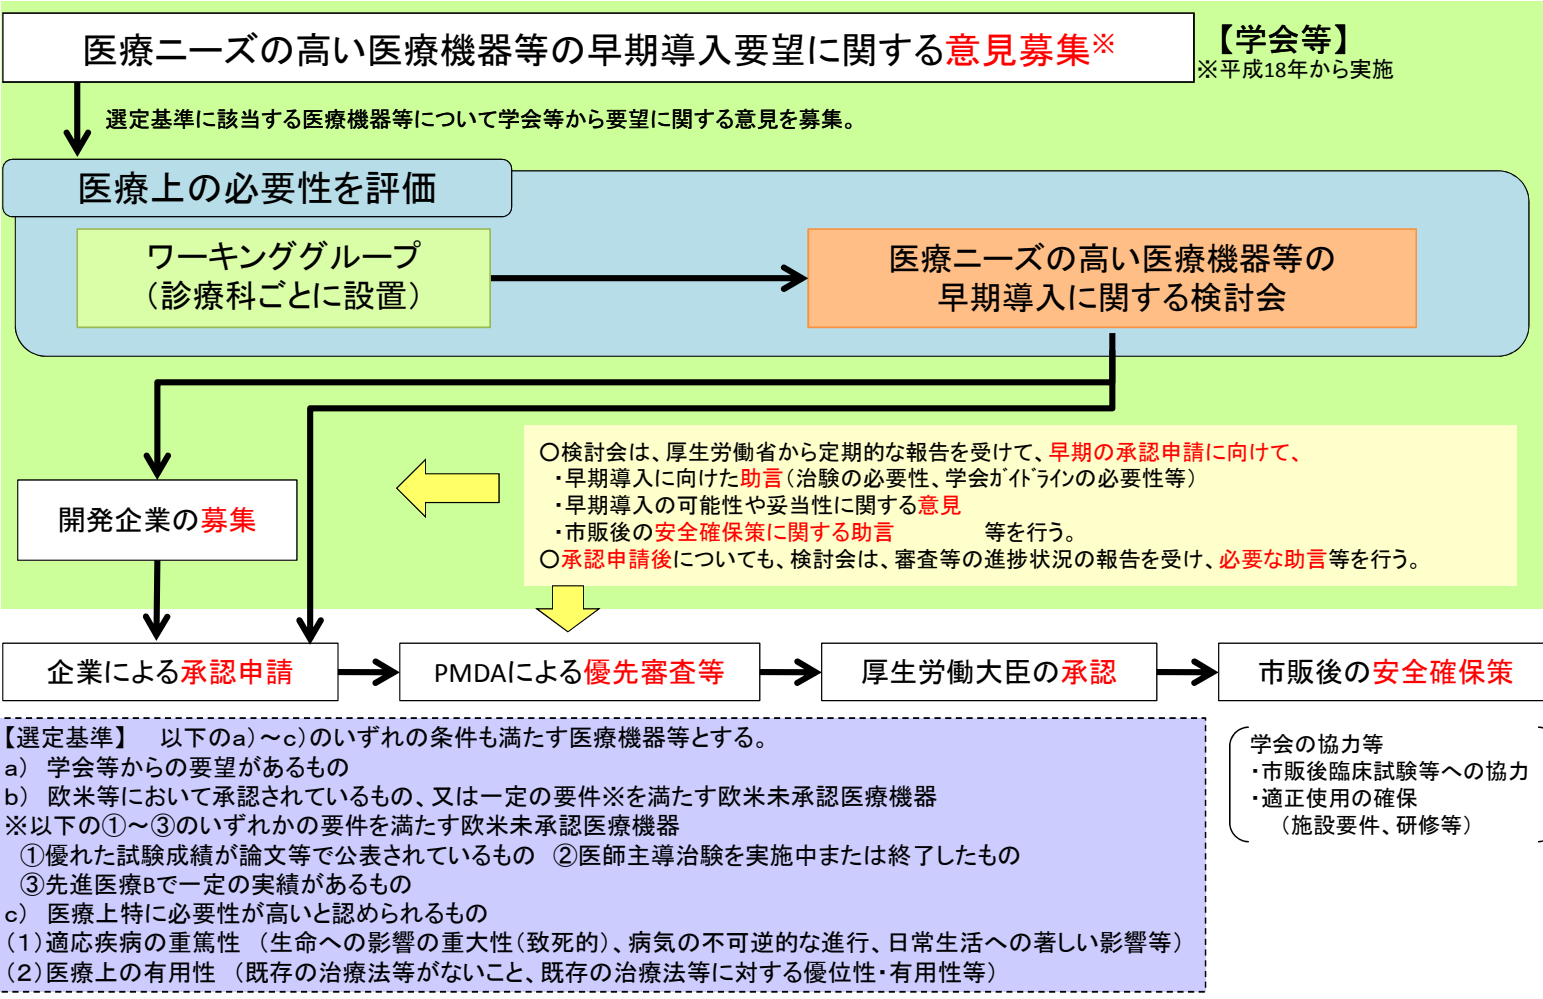 医療ニーズの高い医療機器等の早期導入要望に関する意見募集※
【学会等】
※平成18年から実施
選定基準に該当する医療機器等について学会等から要望に関する意見を募集。
医療上の必要性を評価
ワーキンググループ
（診療科ごとに設置）
医療ニーズの高い医療機器等の
早期導入に関する検討会
○検討会は、厚生労働省から定期的な報告を受けて、早期の承認申請に向けて、
・早期導入に向けた助言（治験の必要性、学会ｶﾞｲﾄﾞﾗｲﾝの必要性等）
・早期導入の可能性や妥当性に関する意見
・市販後の安全確保策に関する助言　　　　等を行う。
○承認申請後についても、検討会は、審査等の進捗状況の報告を受け、必要な助言等を行う。
開発企業の募集
企業による承認申請
PMDAによる優先審査等
厚生労働大臣の承認
市販後の安全確保策
【選定基準】　以下のａ）～ｃ）のいずれの条件も満たす医療機器等とする。
ａ）　学会等からの要望があるもの
ｂ）　欧米等において承認されているもの、又は一定の要件※を満たす欧米未承認医療機器
※以下の①～③のいずれかの要件を満たす欧米未承認医療機器
①優れた試験成績が論文等で公表されているもの　②医師主導治験を実施中または終了したもの
③先進医療Bで一定の実績があるもの
ｃ）　医療上特に必要性が高いと認められるもの
（１）適応疾病の重篤性　（生命への影響の重大性（致死的）、病気の不可逆的な進行、日常生活への著しい影響等）
（２）医療上の有用性　（既存の治療法等がないこと、既存の治療法等に対する優位性・有用性等）
学会の協力等
・市販後臨床試験等への協力
・適正使用の確保
（施設要件、研修等）